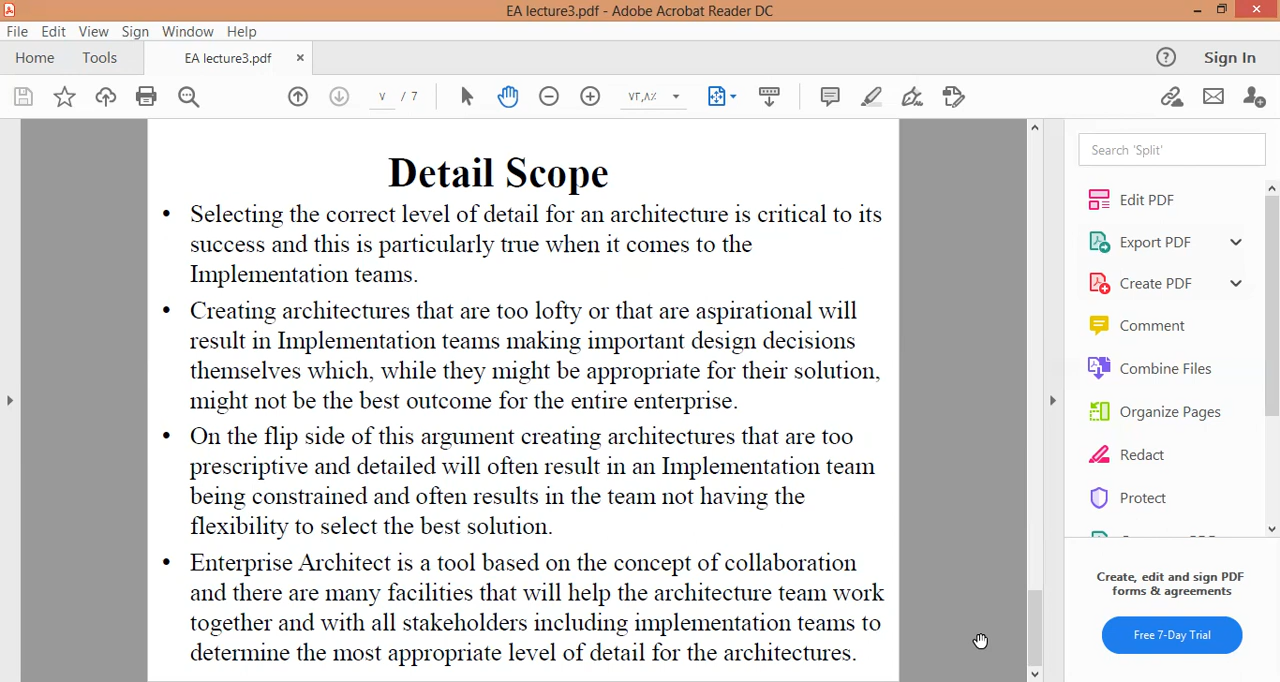 EA lecture3.pdf - Adobe Acrobat Reader DC
File Edit View Sign Window Help
Home Tools EA lecture3.pdf × ? Sign In
٧ / 7 ٧٣,٨٪
Detail Scope
• Selecting the correct level of detail for an architecture is critical to its
success and this is particularly true when it comes to the
Implementation teams.
• Creating architectures that are too lofty or that are aspirational will
result in Implementation teams making important design decisions
themselves which, while they might be appropriate for their solution,
might not be the best outcome for the entire enterprise.
• On the flip side of this argument creating architectures that are too
prescriptive and detailed will often result in an Implementation team
being constrained and often results in the team not having the
flexibility to select the best solution.
• Enterprise Architect is a tool based on the concept of collaboration
and there are many facilities that will help the architecture team work
together and with all stakeholders including implementation teams to
determine the most appropriate level of detail for the architectures.
Search 'Split'
Edit PDF
Export PDF
Create PDF
Comment
Combine Files
Organize Pages
Redact
Protect
Create, edit and sign PDF
forms & agreements
Free 7-Day Trial